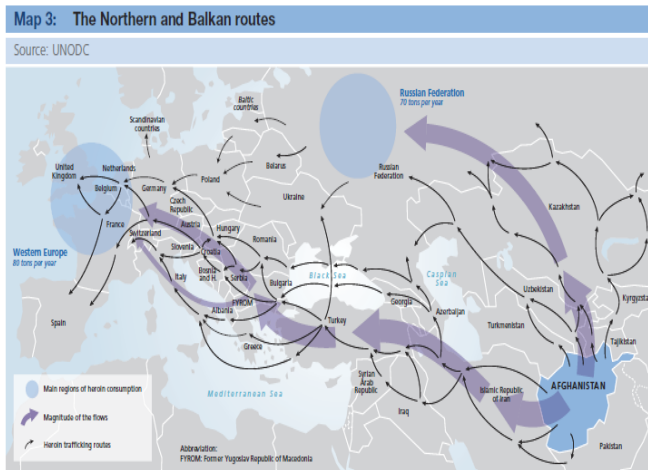 Map 3: The Northern and Balkan routes
Source: UNODC
Russian Federation
70 tons per year
Baltic
countries
Scandinavian
countries
United
Kingdom
Netherlands
Belgium
Germany
Poland
Belarus
Russian
Federation
Czech
Republic
Ukraine
Kazakhstan
France
Switzerland
Austria
Hungary
Slovenia
Croatia
Romania
Western Europe
80 tons per year
Italy
Bosnia
and H.
Serbia
Bulgaria
Black Sea
Caspian
Sea
Georgia
Azerbaijan
Uzbekistan
Kyrgyzsta
Turkmenistan
Tajikistan
Spain
FYROM
Albania
Greece
Turkey
Mediterranean Sea
Syrian
Arab
Republic
Iraq
Islamic Republic
of Iran
AFGHANISTAN
Pakistan
Main regions of heroin consumption
Magnitude of the flows
Heroin trafficking routes
Abbreviation:
FYROM: Former Yugoslav Republic of Macedonia